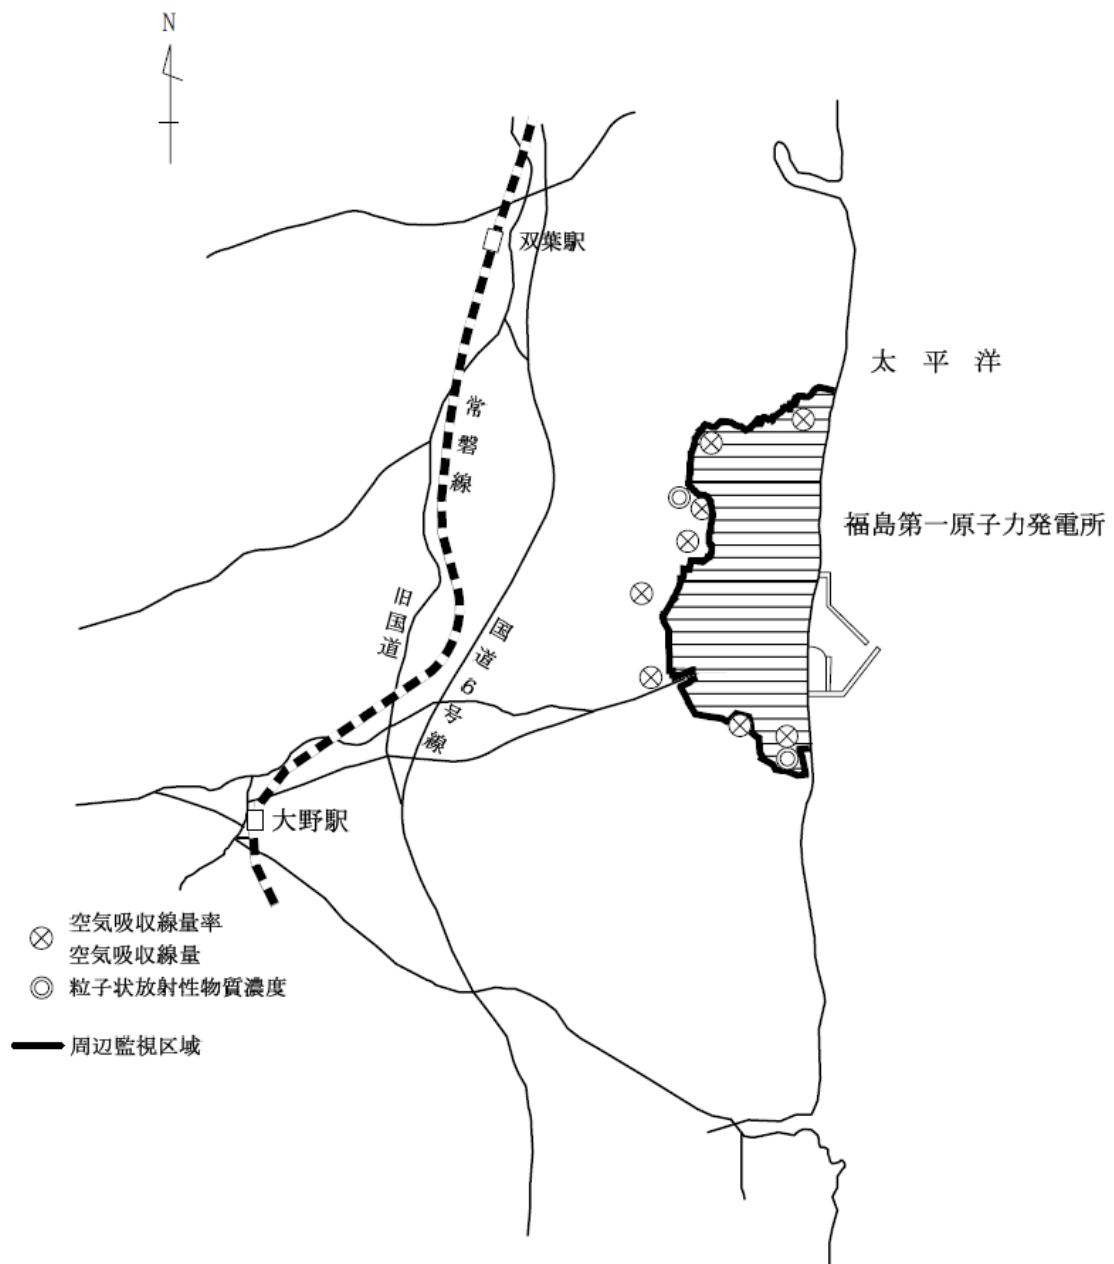 N
双葉駅
太平洋
常磐線
福島第一原子力発電所
旧国道
国道6号線
大野駅
空気吸収線量率
空気吸収線量
粒子状放射性物質濃度
周辺監視区域